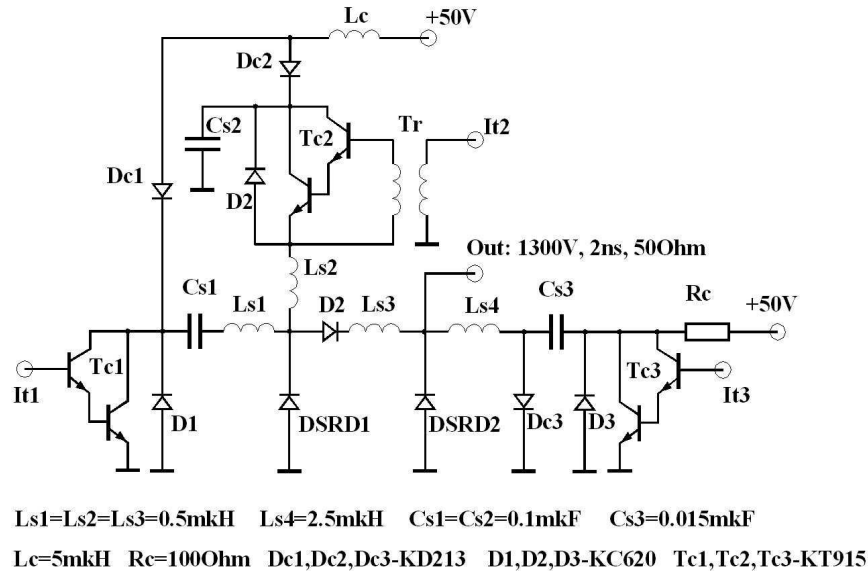 Lc
+50V
Dc2
Cs2
Tc2
Tr
It2
Dc1
D2
Out: 1300V, 2ns, 50Ohm
Ls2
Cs1
Ls1
D2
Ls3
Ls4
Cs3
Rc
+50V
Tc1
Tc3
It1
It3
D1
DSRD1
DSRD2
Dc3
D3
Ls1=Ls2=Ls3=0.5mkH Ls4=2.5mkH Cs1=Cs2=0.1mkF Cs3=0.015mkF
Lc=5mkH Rc=100Ohm Dc1,Dc2,Dc3-KD213 D1,D2,D3-KC620 Tc1,Tc2,Tc3-KT915